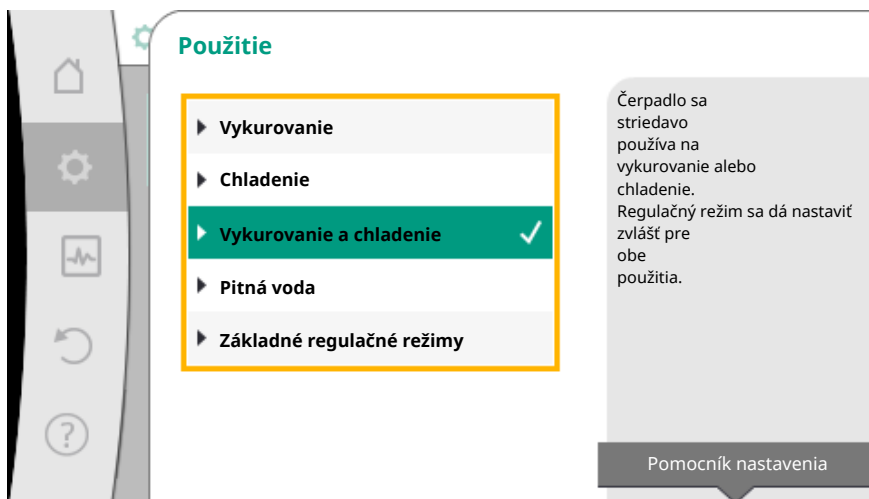 Použitie
Vykurovanie
Chladenie
Vykurovanie a chladenie
Pitná voda
Základné regulačné režimy
Čerpadlo sa
striedavo
používa na
vykurovanie alebo
chladenie.
Regulačný režim sa dá nastaviť
zvlášť pre
obe
použitia.
Pomocník nastavenia